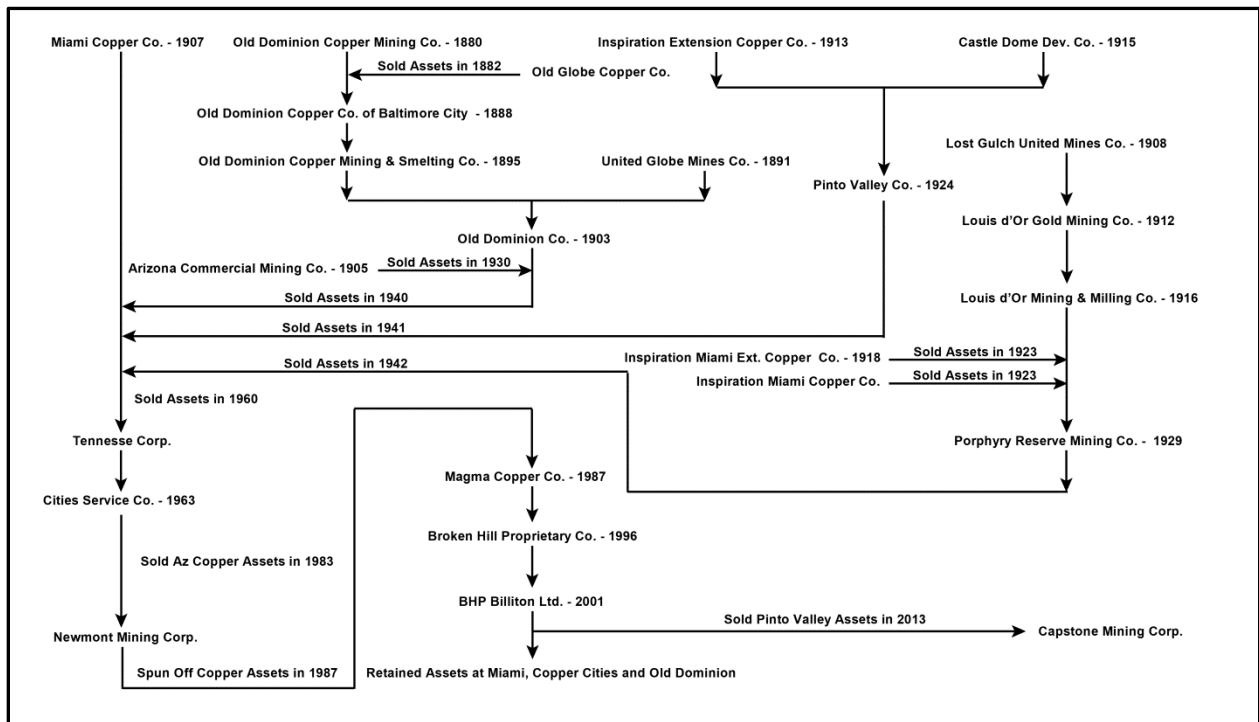 Miami Copper Co. - 1907
Old Dominion Copper Mining Co. - 1880
Inspiration Extension Copper Co. - 1913
Castle Dome Dev. Co. - 1915
Sold Assets in 1882
Old Globe Copper Co.
Old Dominion Copper Co. of Baltimore City - 1888
Lost Gulch United Mines Co. - 1908
Old Dominion Copper Mining & Smelting Co. - 1895
United Globe Mines Co. - 1891
Pinto Valley Co. - 1924
Louis d'Or Gold Mining Co. - 1912
Old Dominion Co. - 1903
Arizona Commercial Mining Co. - 1905
Sold Assets in 1930
Sold Assets in 1940
Louis d'Or Mining & Milling Co. - 1916
Sold Assets in 1941
Inspiration Miami Ext. Copper Co. - 1918
Sold Assets in 1923
Sold Assets in 1942
Inspiration Miami Copper Co.
Sold Assets in 1923
Sold Assets in 1960
Tennesse Corp.
Porphyry Reserve Mining Co. - 1929
Magma Copper Co. - 1987
Cities Service Co. - 1963
Broken Hill Proprietary Co. - 1996
Sold Az Copper Assets in 1983
BHP Billiton Ltd. - 2001
Sold Pinto Valley Assets in 2013
Newmont Mining Corp.
Capstone Mining Corp.
Spun Off Copper Assets in 1987
Retained Assets at Miami, Copper Cities and Old Dominion